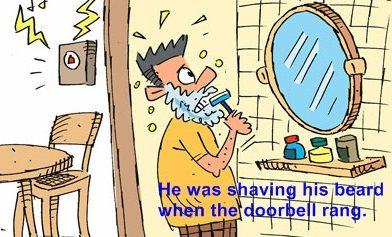 He was shaving his beard
when the doorbell rang.